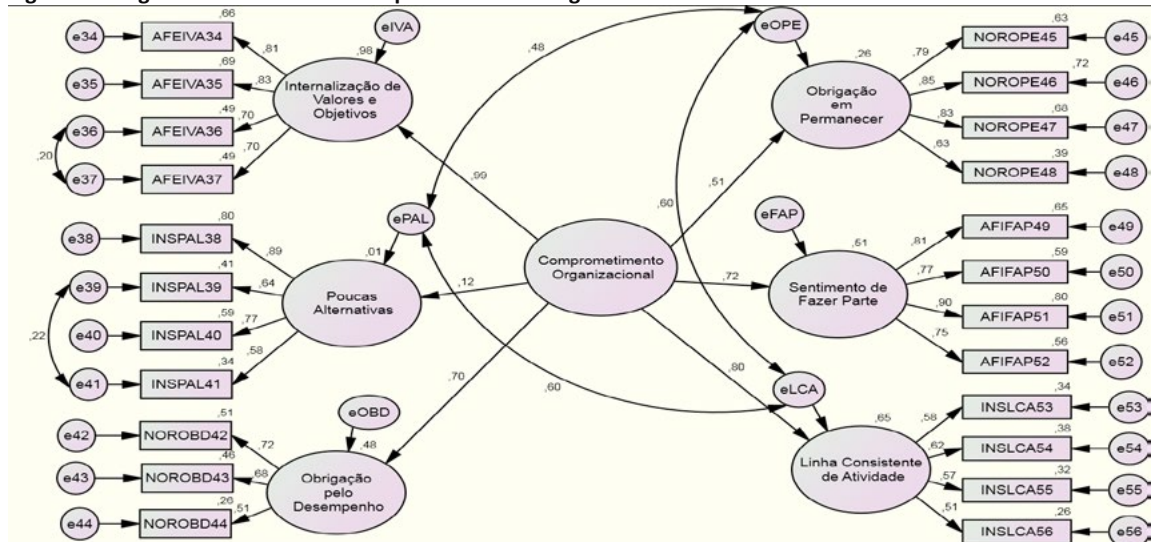 ,66
e34
AFEIVA34
,81
,69
e35
AFEIVA35
,83
,49
e36
AFEIVA36
,70
,20
,49
e37
AFEIVA37
,70
eIVA
,98
Internalização de
Valores e
Objetivos
,99
,80
e38
INSPAL38
,89
,41
e39
INSPAL39
,64
,59
e40
INSPAL40
,77
,22
,34
e41
INSPAL41
,58
ePAL
,01
Poucas
Alternativas
,12
,51
e42
NOROBD42
,72
,46
e43
NOROBD43
,68
,26
e44
NOROBD44
,51
eOBD
,48
Obrigação
pelo
Desempenho
,70
Comprometimento
Organizacional
,48
,60
,60
eOPE
,26
Obrigação
em
Permanecer
,51
,63
,79
NOROPE45
e45
,72
,85
NOROPE46
e46
,68
,83
NOROPE47
e47
,39
,63
NOROPE48
e48
eFAP
,51
Sentimento de
Fazer Parte
,72
,65
,81
AFIFAP49
e49
,59
,77
AFIFAP50
e50
,80
,90
AFIFAP51
e51
,56
,75
AFIFAP52
e52
eLCA
,65
Linha Consistente
de Atividade
,80
,34
,58
INSLCA53
e53
,38
,62
INSLCA54
e54
,32
,57
INSLCA55
e55
,26
,51
INSLCA56
e56